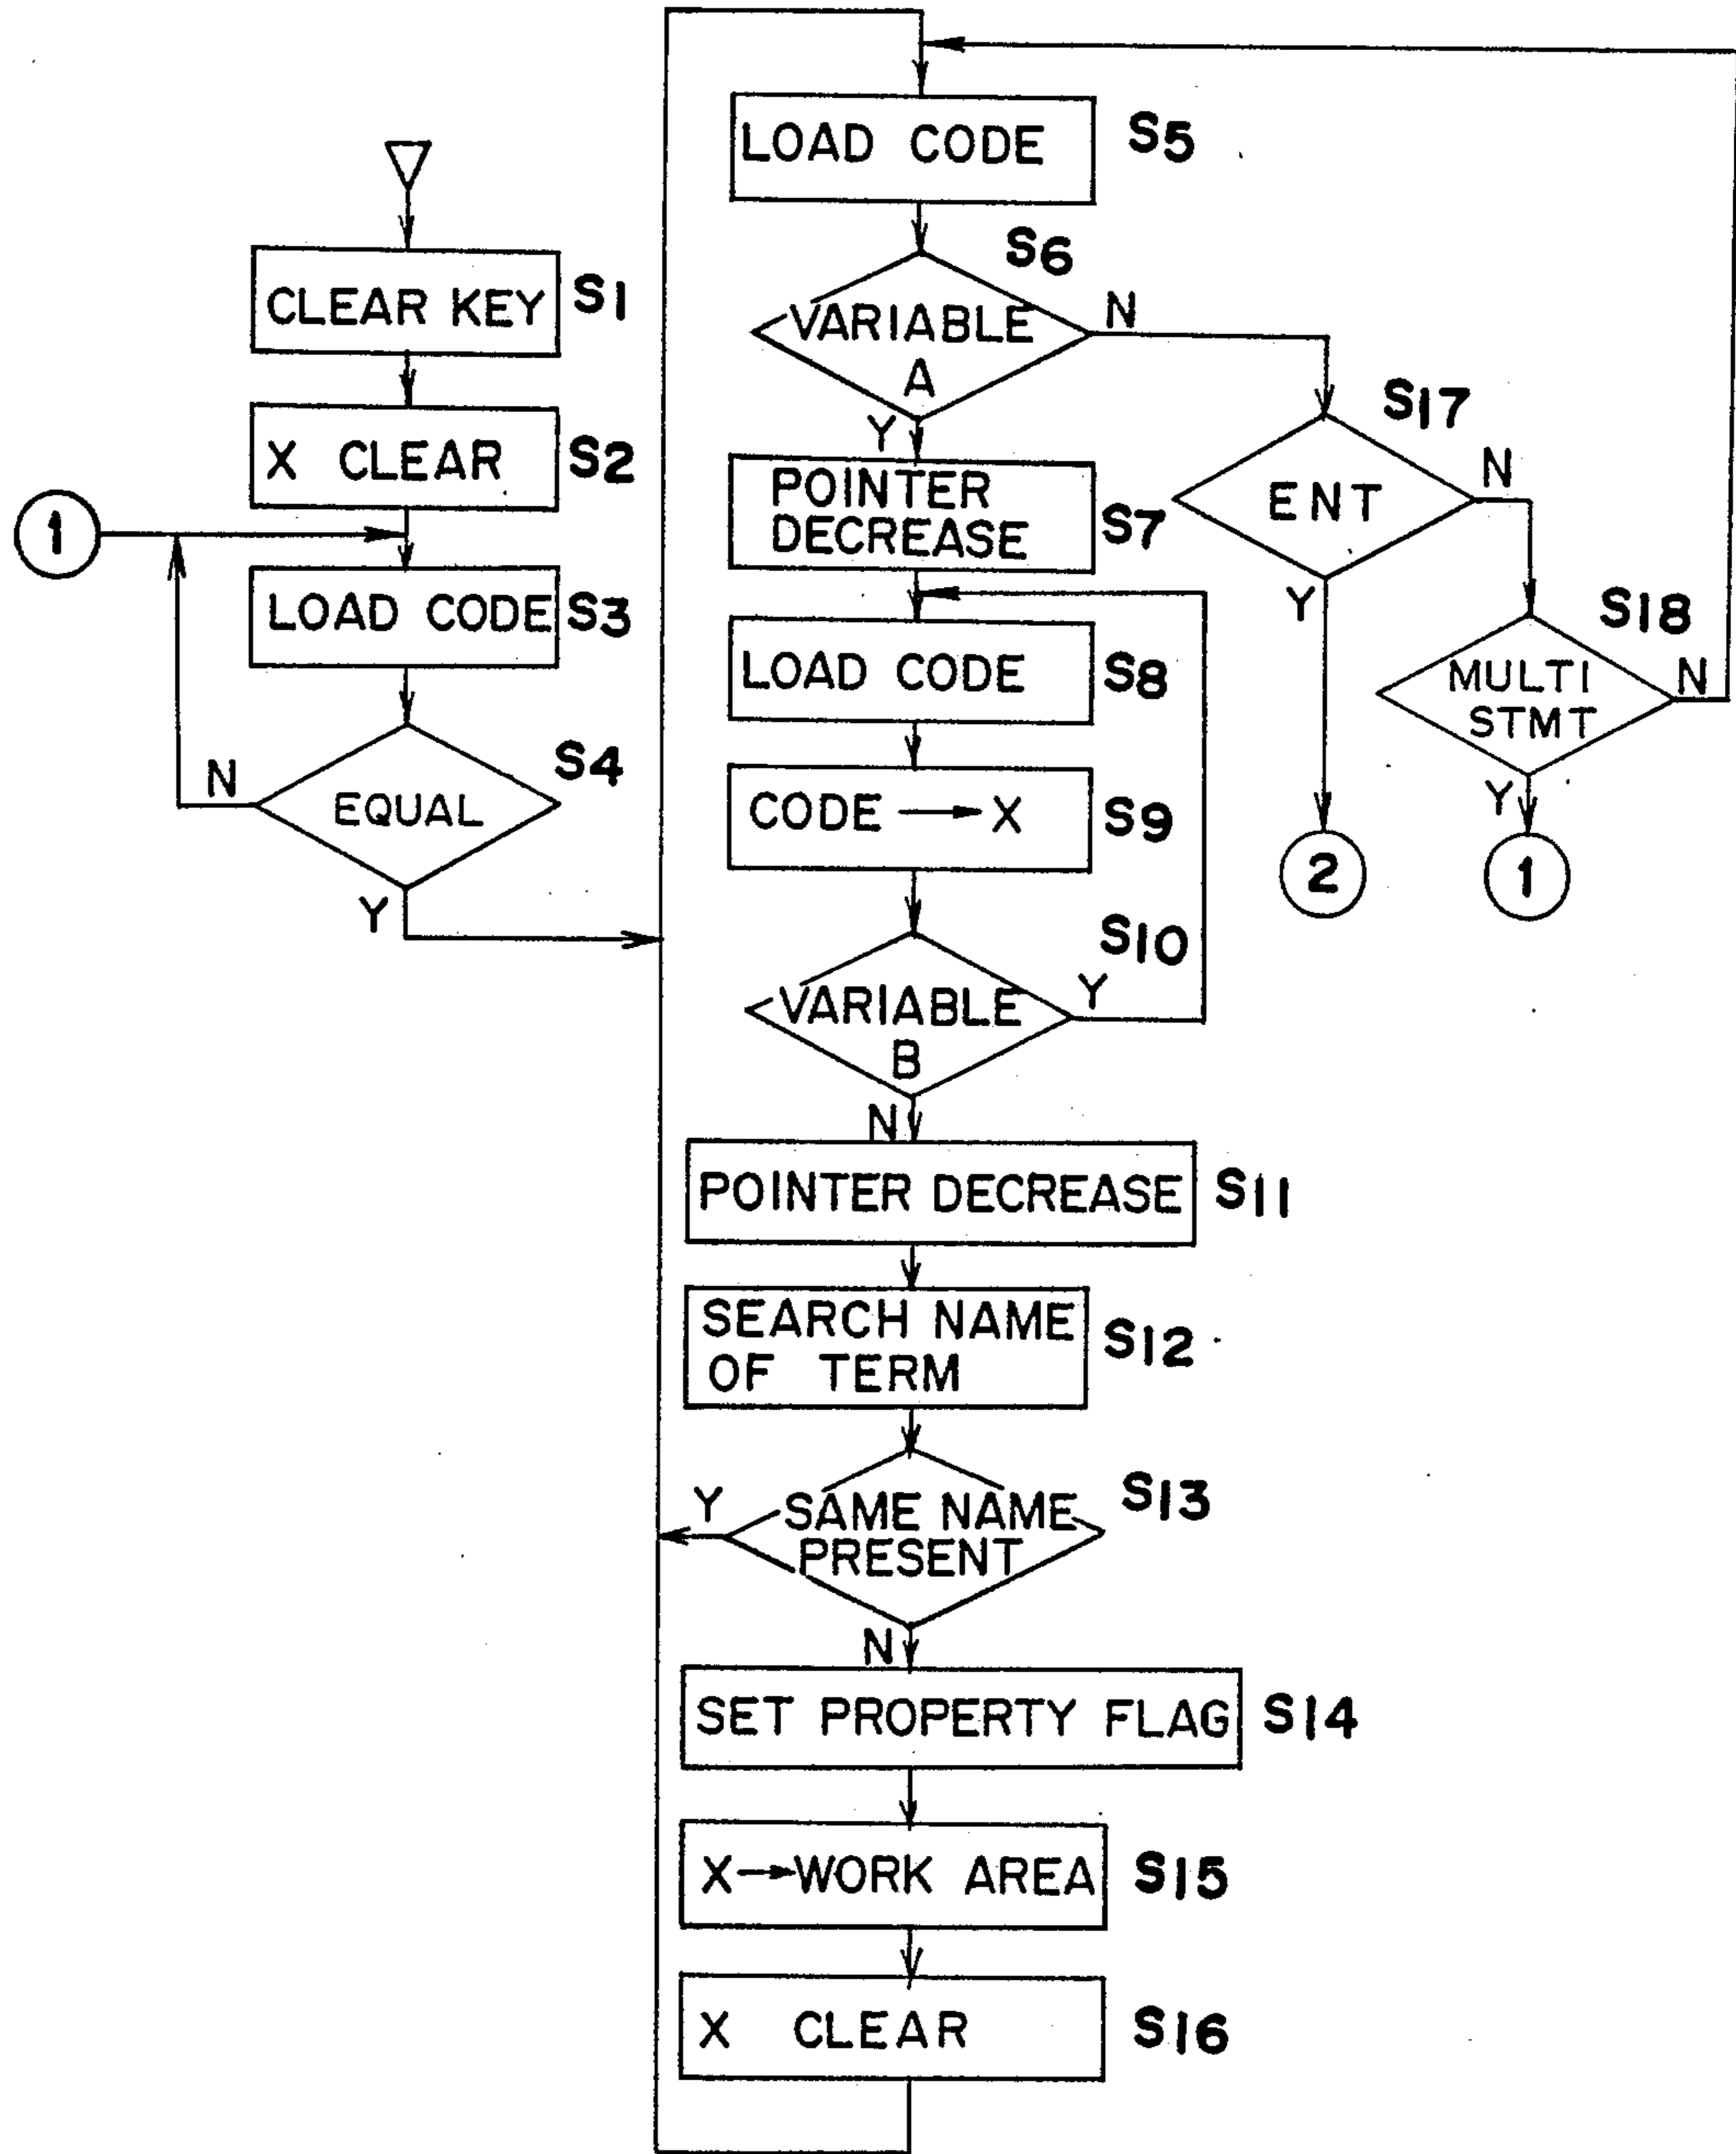 CLEAR KEY S1
X CLEAR S2
1
LOAD CODE S3
S4
N
EQUAL
Y
LOAD CODE S5
S6
VARIABLE N
A
Y
POINTER
DECREASE S7
LOAD CODE S8
CODE → X S9
S10
VARIABLE Y
B
N
POINTER DECREASE S11
SEARCH NAME
OF TERM S12
S13
Y SAME NAME
PRESENT
N
SET PROPERTY FLAG S14
X→WORK AREA S15
X CLEAR S16
S17
ENT N
Y
S18
MULTI N
STMT
Y
2
1